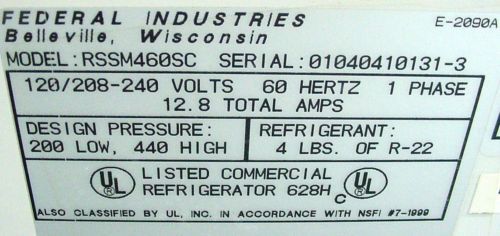 FEDERAL INDUSTRIES
E-2090A
Belleville, Wisconsin
MODEL: RSSM460SC SERIAL: 01040410131-3
120/208-240 VOLTS 60 HERTZ 1 PHASE
12.8 TOTAL AMPS
DESIGN PRESSURE:
200 LOW, 440 HIGH
REFRIGERANT:
4 LBS. OF R-22
UL LISTED COMMERCIAL
REFRIGERATOR 628H C UL
ALSO CLASSIFIED BY UL, INC. IN ACCORDANCE WITH NSFI #7-1999